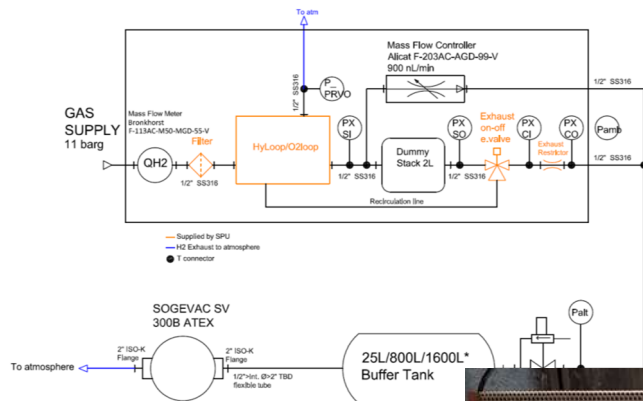 To atm
Mass Flow Controller
Alicat F-203AC-AGD-99-V
900 nL/min
1/2" SS316
P_
PRVO
1/2" SS316
GAS
SUPPLY
11 barg
Mass Flow Meter
Bronkhorst
F-113AC-M50-MGD-55-V
Filter
QH2
1/2" SS316
HyLoop/O2loop
PX
SI
1/2" SS316
Dummy
Stack 2L
PX
SO
1/2" SS316
Exhaust
on-off
e.valve
PX
CI
Exhaust
Restrictor
PX
CO
Pamb
1/2" SS316
Recirculation line
Supplied by SPU
H2 Exhaust to atmosphere
T connector
SOGEVAC SV
300B ATEX
To atmosphere
2" ISO-K
Flange
2" ISO-K
Flange
1/2">Int. Ø>2" TBD
flexible tube
25L/800L/1600L*
Buffer Tank
Palt